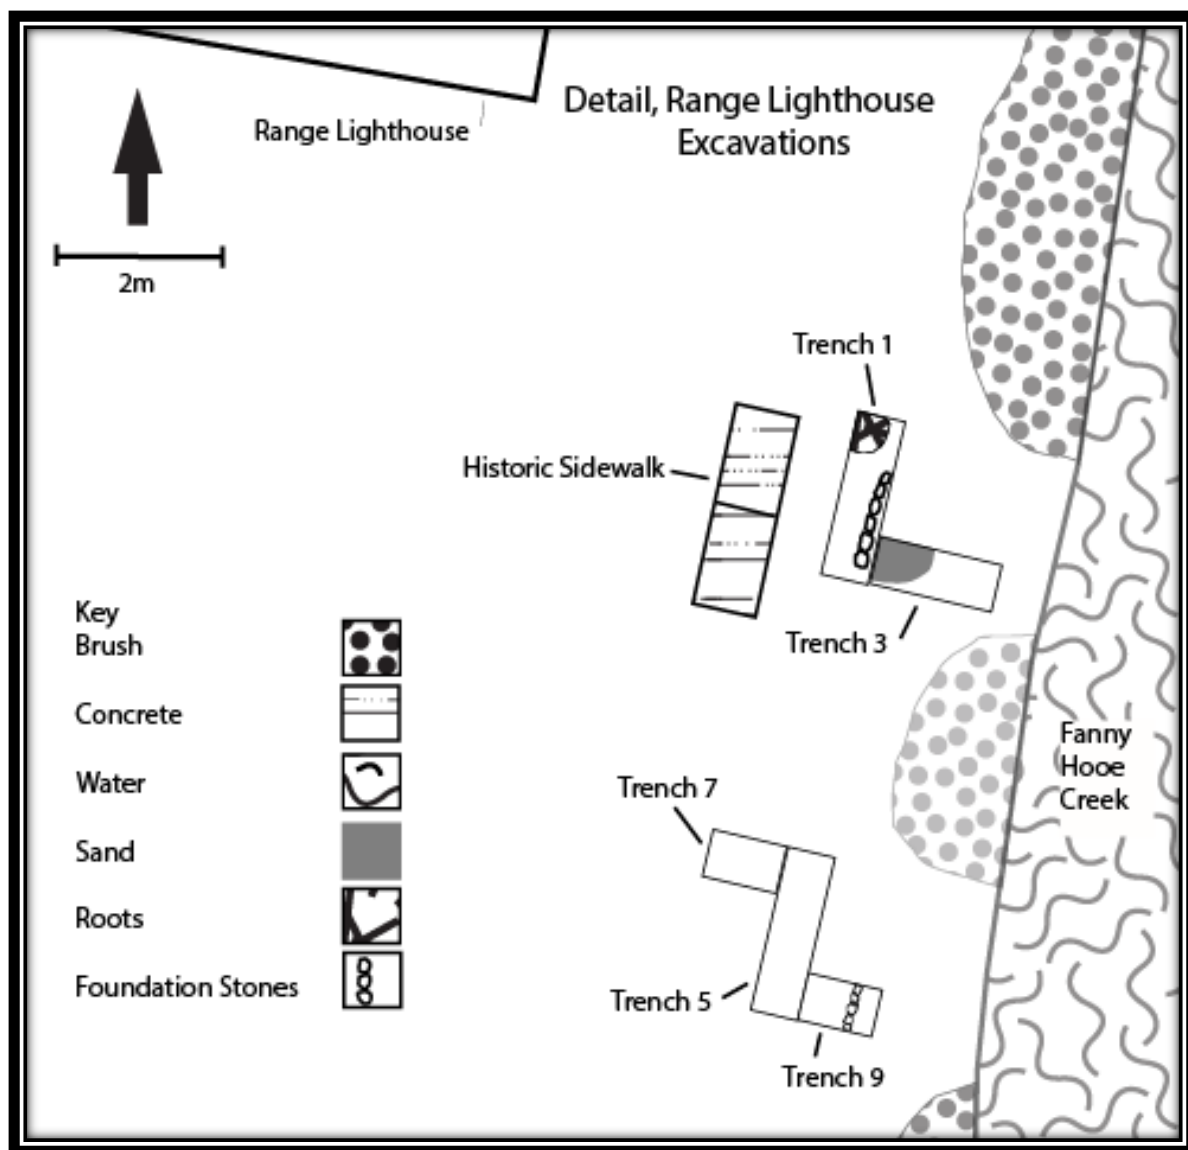 Detail, Range Lighthouse
Excavations
Range Lighthouse
2m
Trench 1
Historic Sidewalk
Trench 3
Key
Brush
Concrete
Water
Sand
Roots
Foundation Stones
Fanny
Hooe
Creek
Trench 7
Trench 5
Trench 9